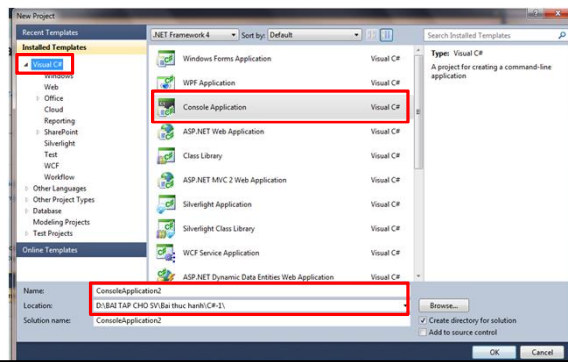 New Project
Recent Templates
.NET Framework 4 Sort by: Default Search Installed Templates
Installed Templates
Visual C#
Windows
Web
Office
Cloud
Reporting
SharePoint
Silverlight
Test
WCF
Workflow
Other Languages
Other Project Types
Database
Modeling Projects
Test Projects
Online Templates
Windows Forms Application Visual C#
WPF Application Visual C#
Console Application Visual C#
ASP.NET Web Application Visual C#
Class Library Visual C#
ASP.NET MVC 2 Web Application Visual C#
Silverlight Application Visual C#
Silverlight Class Library Visual C#
WCF Service Application Visual C#
ASP.NET Dynamic Data Entities Web Application Visual C#
Type: Visual C#
A project for creating a command-line
application
Name: ConsoleApplication2
Location: D:\BAI TAP CHO SV\Bai thuc hanh\C#-1\ Browse...
Solution name: ConsoleApplication2
Create directory for solution
Add to source control
OK Cancel